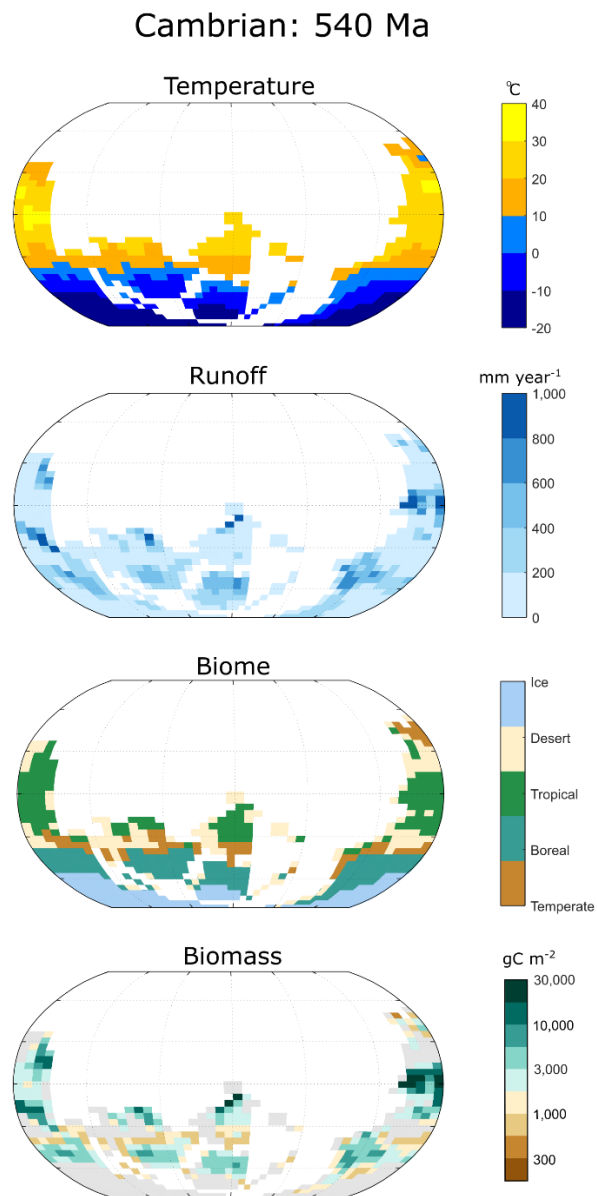 Cambrian: 540 Ma
Temperature
°C
40
30
20
10
0
-10
-20
Runoff
mm year-1
1,000
800
600
400
200
0
Biome
Ice
Desert
Tropical
Boreal
Temperate
Biomass
gC m-2
30,000
10,000
3,000
1,000
300